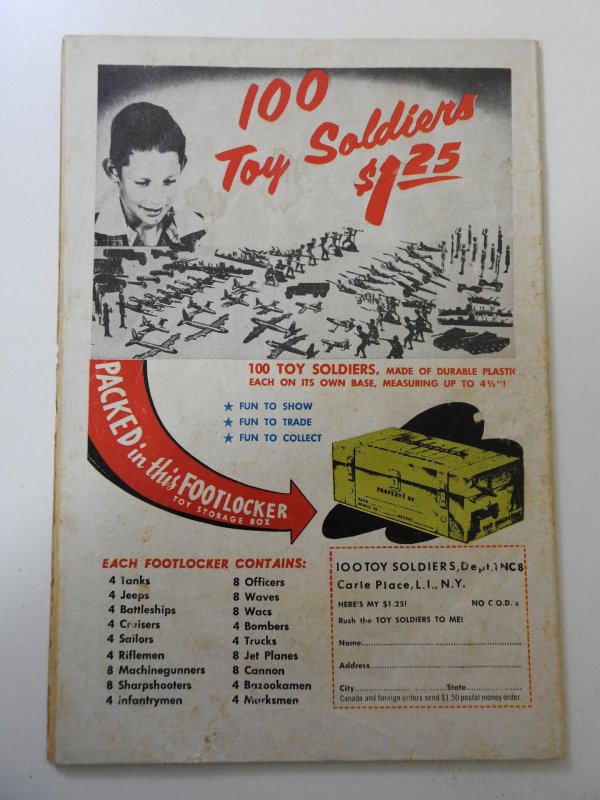 100
Toy Soldiers
$1.25
100 TOY SOLDIERS, MADE OF DURABLE PLASTIC
EACH ON ITS OWN BASE, MEASURING UP TO 4½"!
★ FUN TO SHOW
★ FUN TO TRADE
★ FUN TO COLLECT
PACKED in this FOOTLOCKER
TOY STORAGE BOX
PROPERTY OF
TOY SOLDIERS
EACH FOOTLOCKER CONTAINS:
4 Tanks
4 Jeeps
4 Battleships
4 Cruisers
4 Sailors
4 Riflemen
8 Machinegunners
8 Sharpshooters
4 Infantrymen
8 Officers
8 Waves
8 Wacs
4 Bombers
4 Trucks
8 Jet Planes
8 Cannon
4 Bazookamen
4 Marksmen
100 TOY SOLDIERS, Dept. 1NC8
Carle Place, L.I., N.Y.
HERE'S MY $1.25! NO C.O.D.'s
Rush the TOY SOLDIERS TO ME!
Name
Address
City State
Canada and foreign orders send $1.50 postal money order.